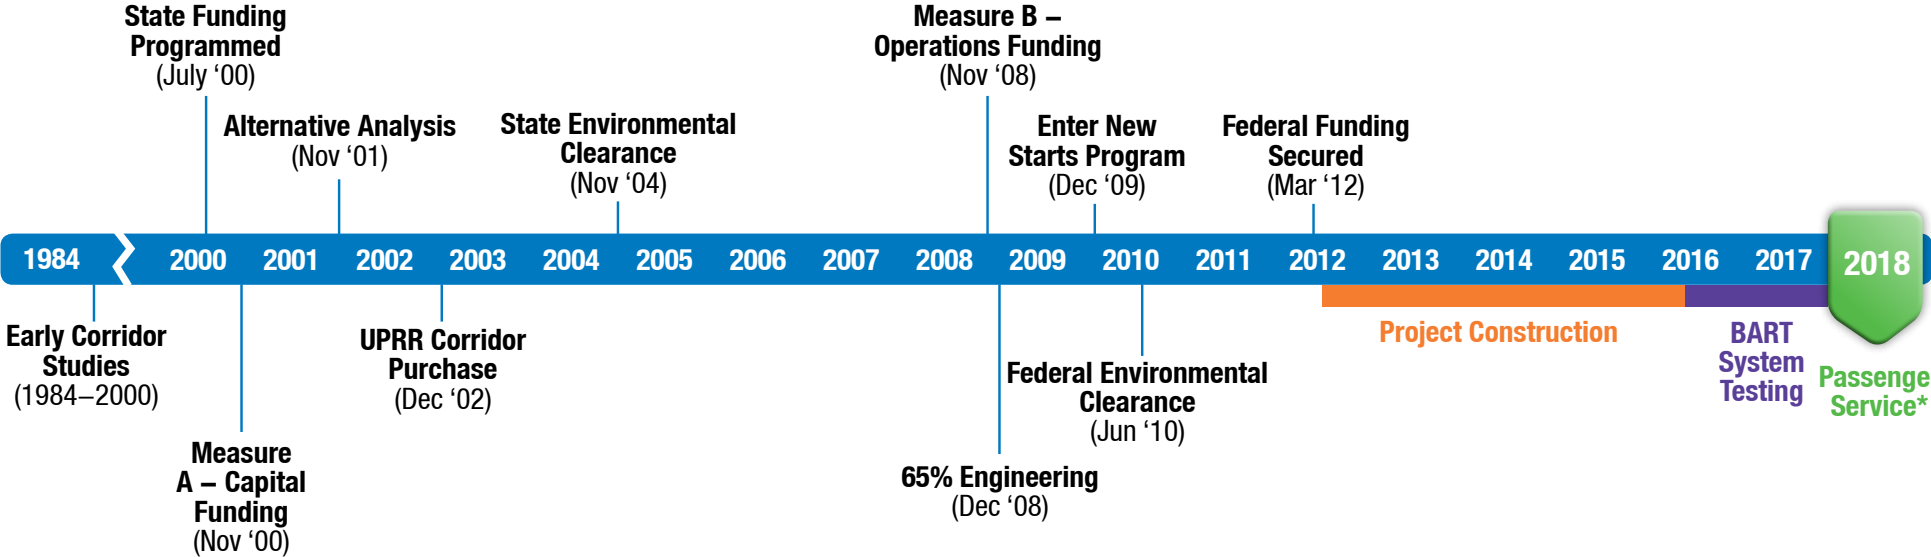 State Funding
Programmed
(July ‘00)
Measure B –
Operations Funding
(Nov ‘08)
Alternative Analysis
(Nov ‘01)
State Environmental
Clearance
(Nov ‘04)
Enter New
Starts Program
(Dec ‘09)
Federal Funding
Secured
(Mar ‘12)
1984 2000 2001 2002 2003 2004 2005 2006 2007 2008 2009 2010 2011 2012 2013 2014 2015 2016 2017 2018
Early Corridor
Studies
(1984–2000)
Measure
A – Capital
Funding
(Nov ‘00)
UPRR Corridor
Purchase
(Dec ‘02)
65% Engineering
(Dec ‘08)
Federal Environmental
Clearance
(Jun ‘10)
Project Construction
BART
System
Testing
Passenge
Service*